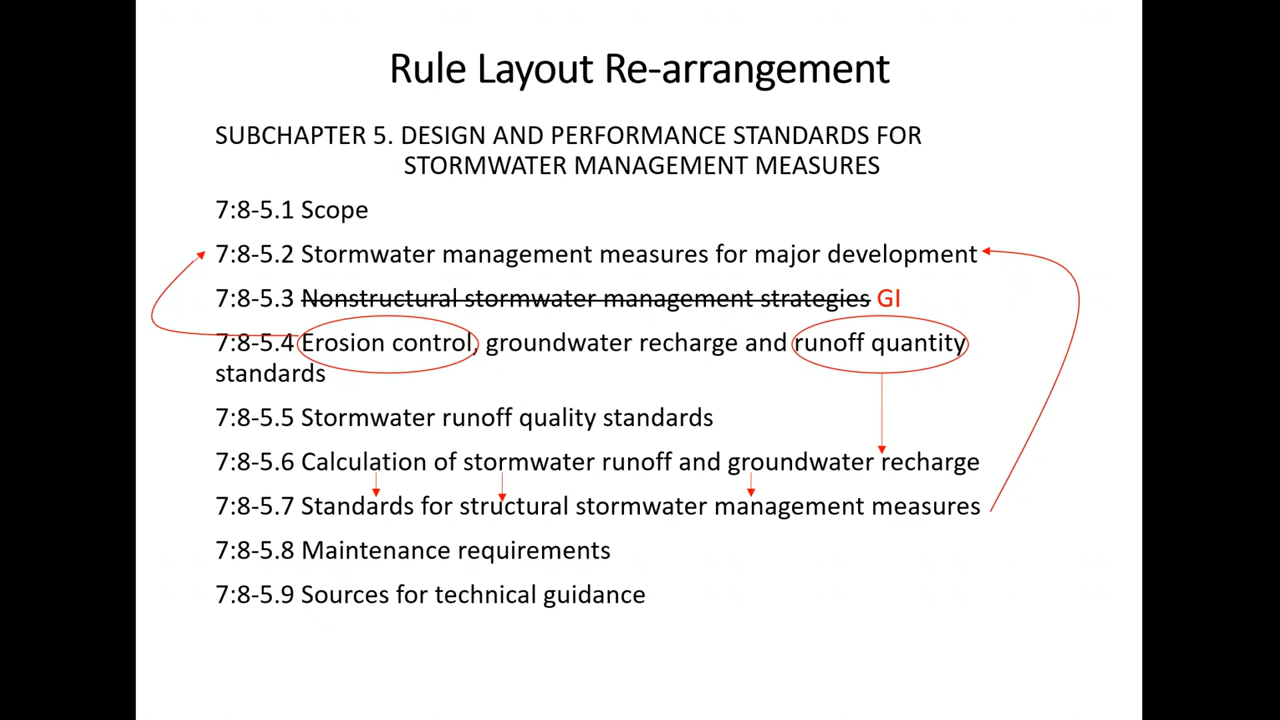 Rule Layout Re-arrangement
SUBCHAPTER 5. DESIGN AND PERFORMANCE STANDARDS FOR
STORMWATER MANAGEMENT MEASURES
7:8-5.1 Scope
7:8-5.2 Stormwater management measures for major development
7:8-5.3 Nonstructural stormwater management strategies GI
7:8-5.4 Erosion control, groundwater recharge and runoff quantity
standards
7:8-5.5 Stormwater runoff quality standards
7:8-5.6 Calculation of stormwater runoff and groundwater recharge
7:8-5.7 Standards for structural stormwater management measures
7:8-5.8 Maintenance requirements
7:8-5.9 Sources for technical guidance